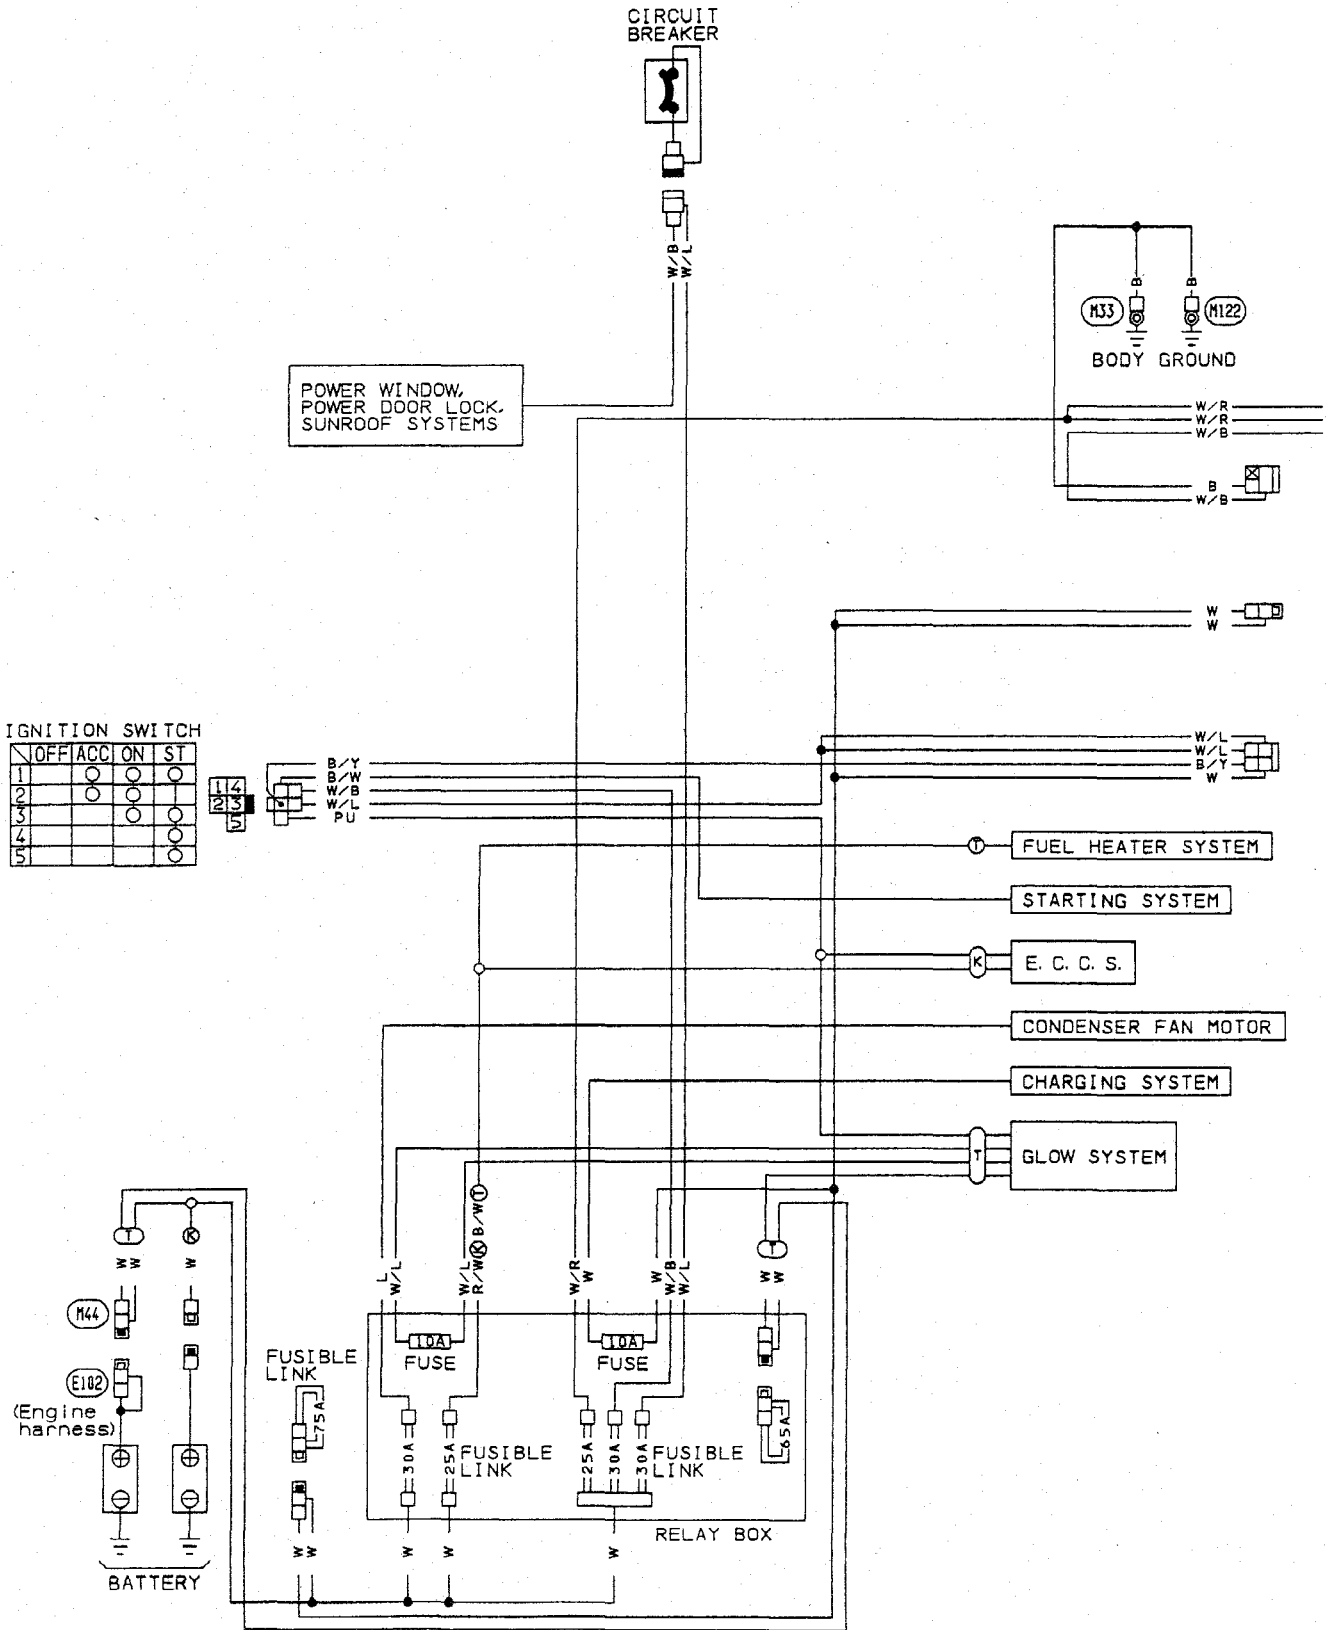 CIRCUIT
BREAKER
W/B
W/L
B
B
M33
M122
BODY GROUND
POWER WINDOW,
POWER DOOR LOCK,
SUNROOF SYSTEMS
W/R
W/R
W/B
B
W/B
W
W
IGNITION SWITCH
OFF ACC ON ST
1
2
3
4
5
1 4
2 3
5
B/Y
B/W
W/B
W/L
PU
W/L
W/L
B/Y
W
T
FUEL HEATER SYSTEM
STARTING SYSTEM
K
E. C. C. S.
CONDENSER FAN MOTOR
CHARGING SYSTEM
T
GLOW SYSTEM
T
K
W
W
W
M44
E102
(Engine
harness)
BATTERY
FUSIBLE
LINK
75A
W
W
L
W/L
W/L
R/W K B/W T
W/R
W
W
W/B
W/L
T
W
W
10A
FUSE
10A
FUSE
30A
25A
FUSIBLE
LINK
25A
30A
30A
FUSIBLE
LINK
65A
RELAY BOX
W
W
W